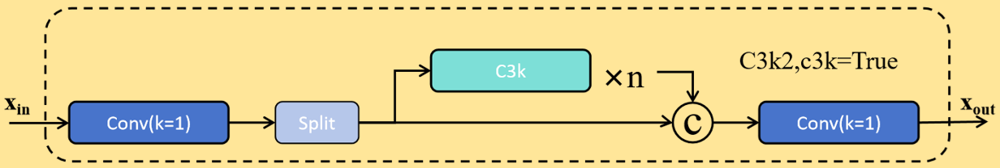 C3k
×n
C3k2,c3k=True
x_in
Conv(k=1)
Split
c
Conv(k=1)
x_out